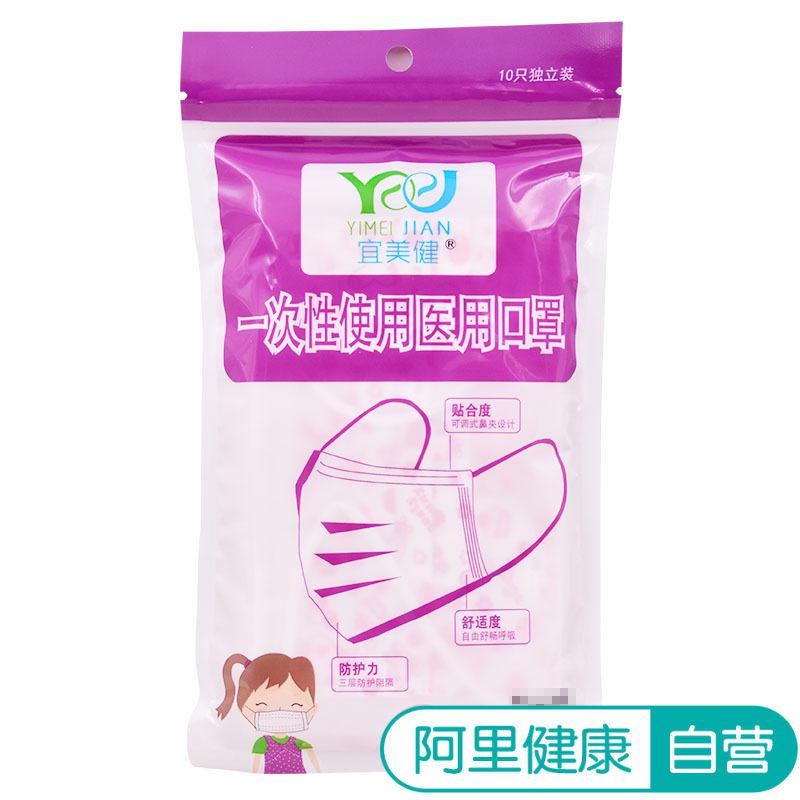 10只独立装
YIMEI JIAN
宜美健®
一次性使用医用口罩
贴合度
可调式鼻夹设计
舒适度
自由舒畅呼吸
防护力
三层防护阻隔
阿里健康 自营